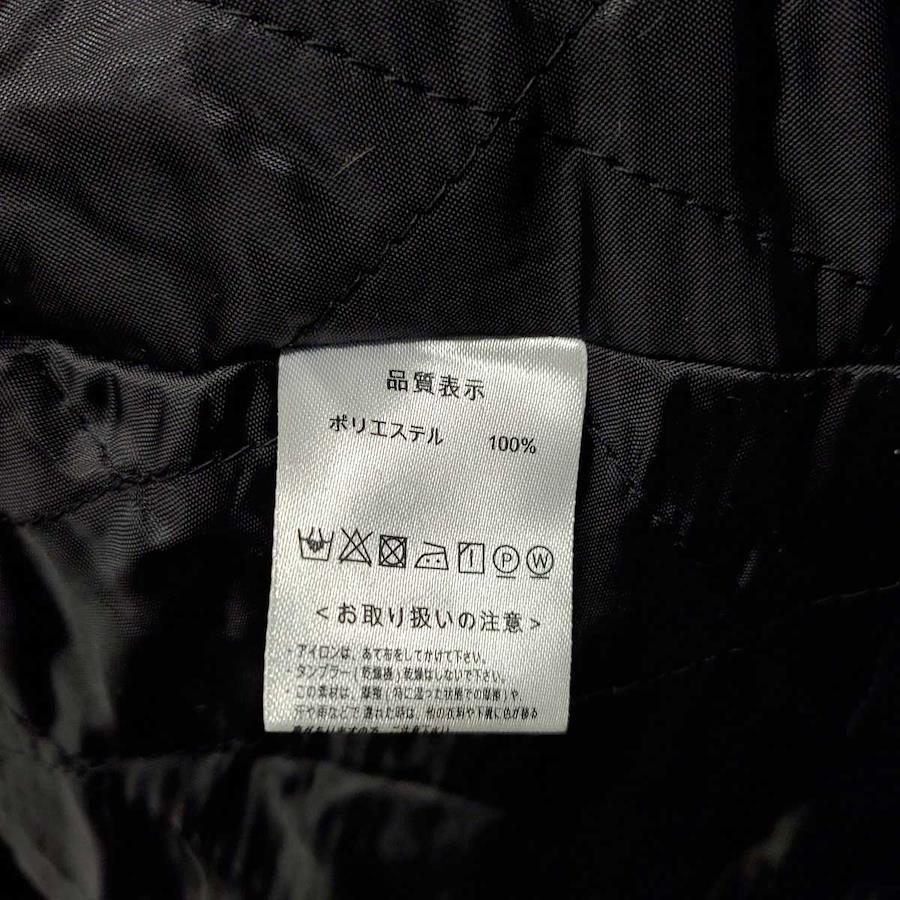 品質表示
ポリエステル 100%
P W
<お取り扱いの注意>
・アイロンは、あて布をしてかけて下さい。
・タンブラー(乾燥機)乾燥はしないで下さい。
・この素材は、摩擦(特に湿った状態での摩擦)や、
汗や雨などで濡れた時は、他の衣料や下着に色が移る